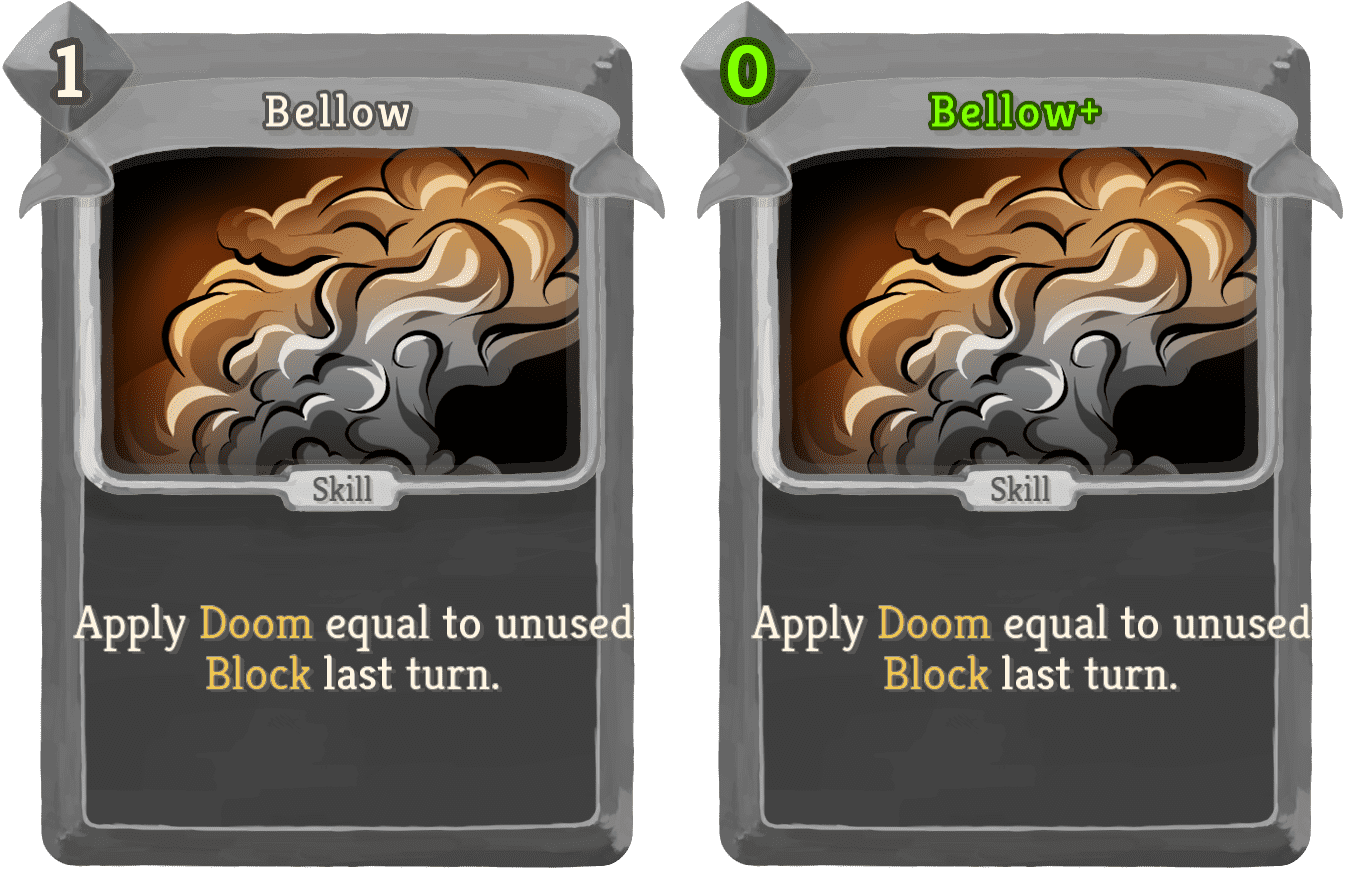 1
Bellow
Skill
Apply Doom equal to unused
Block last turn.
0
Bellow+
Skill
Apply Doom equal to unused
Block last turn.